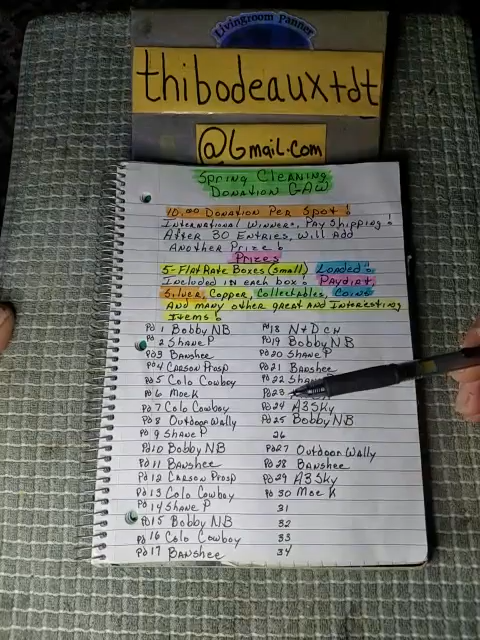 Livingroom Panner
thibodeauxtdt
@Gmail.com
Spring Cleaning
Donation GAW
10.00 Donation Per Spot!
International Winner, Pay Shipping!
After 30 Entries, Will Add
Another Prize!
Prizes
5-Flat Rate Boxes (small) Loaded!!
Included in each box: Paydirt,
Silver, Copper, Collectables, Coins
And many other great and Interesting
Items!
Pd 1 Bobby NB
Pd 2 Shane P
Pd 3 Banshee
Pd 4 Carson Prosp
Pd 5 Colo Cowboy
Pd 6 Moe K
Pd 7 Colo Cowboy
Pd 8 Outdoor Wally
Pd 9 Shane P
Pd 10 Bobby NB
Pd 11 Banshee
Pd 12 Carson Prosp
Pd 13 Colo Cowboy
Pd 14 Shane P
Pd 15 Bobby NB
Pd 16 Colo Cowboy
Pd 17 Banshee
Pd 18 N+D CH
Pd 19 Bobby NB
Pd 20 Shane P
Pd 21 Banshee
Pd 22 Shane
Pd 23
Pd 24 A3Sky
Pd 25 Bobby NB
26
Pd 27 Outdoor Wally
Pd 28 Banshee
Pd 29 A3Sky
Pd 30 Moe K
31
32
33
34